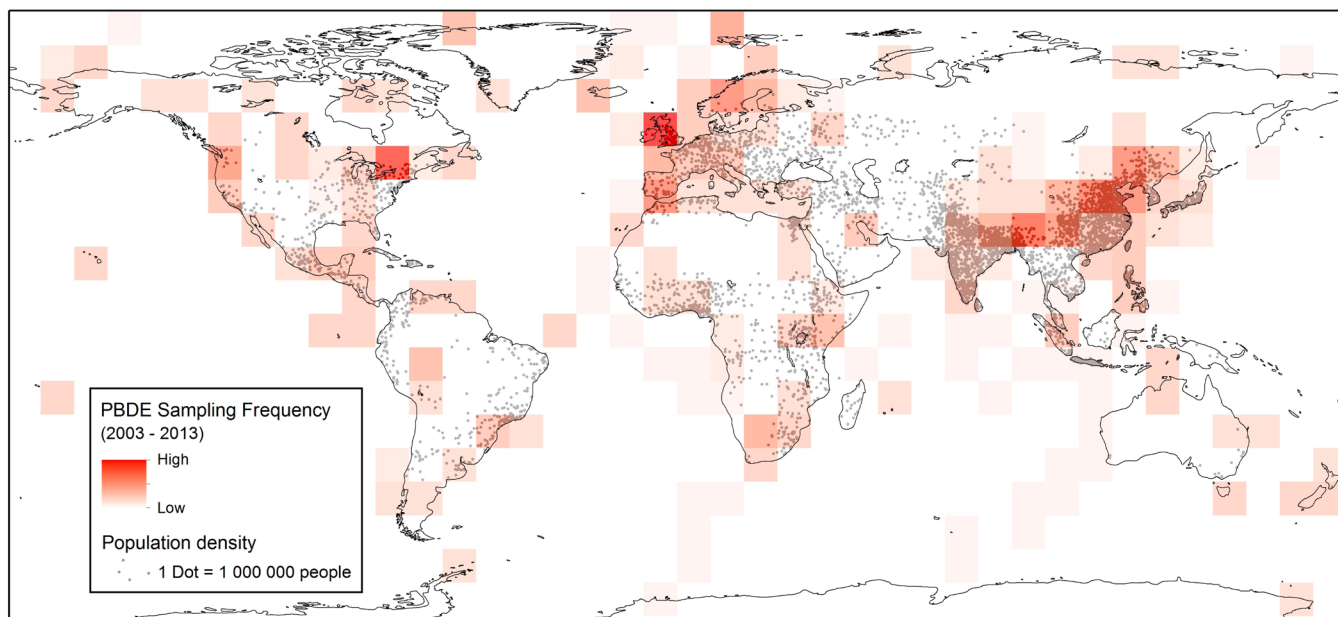 PBDE Sampling Frequency
(2003 - 2013)
High
Low
Population density
1 Dot = 1 000 000 people